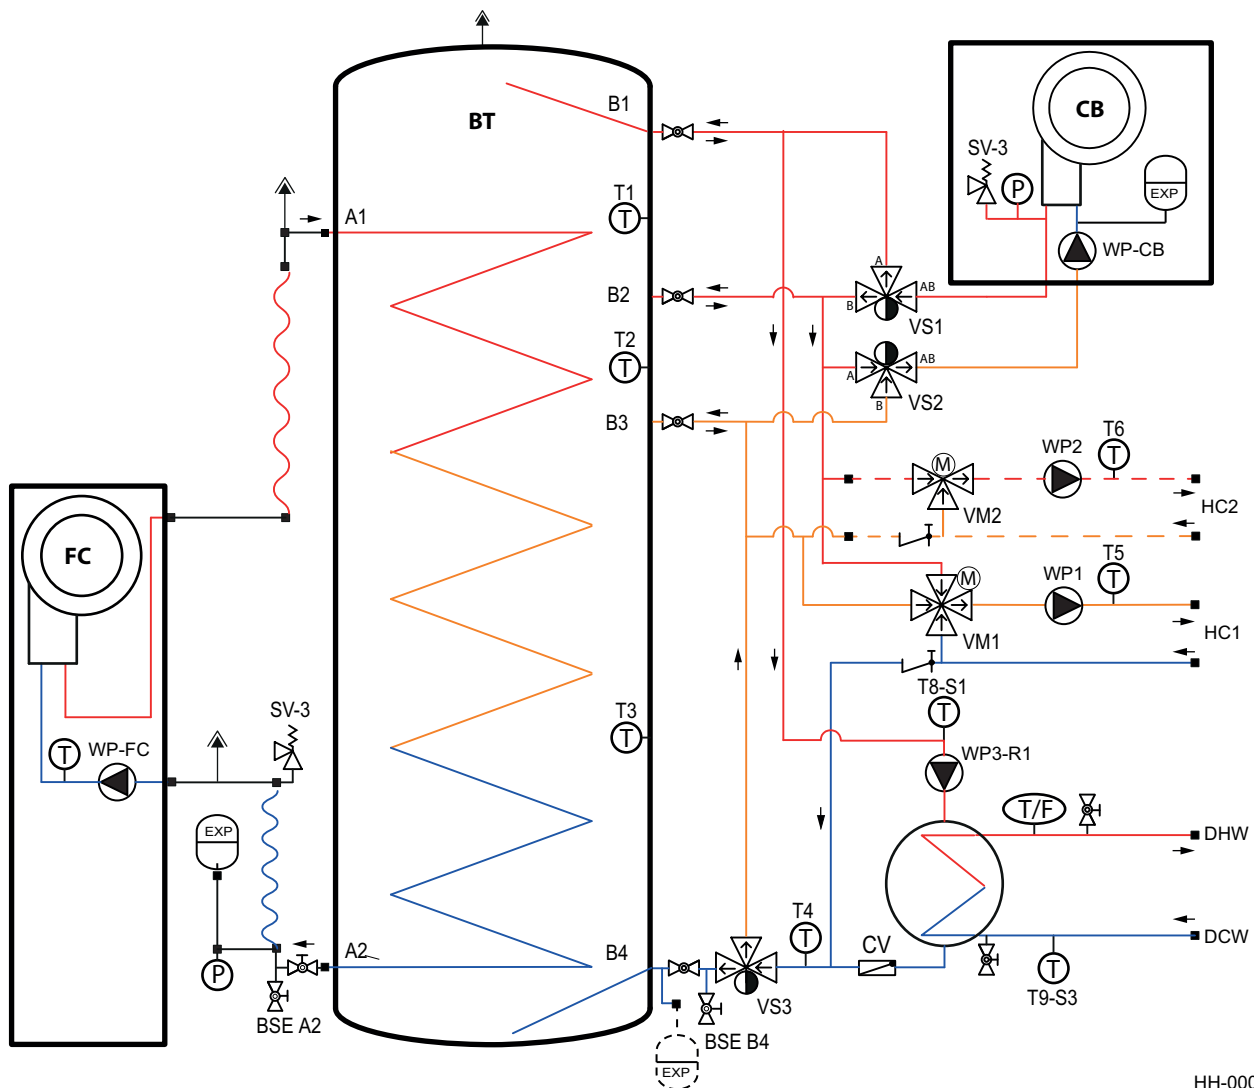 BT
B1
CB
SV-3
P
EXP
WP-CB
A1
T1
T
A
B2
B
AB
VS1
T2
T
A
AB
B
VS2
B3
T6
T
WP2
M
VM2
HC2
FC
T5
T
WP1
M
VM1
HC1
T8-S1
T
SV-3
T3
T
WP-FC
T
WP3-R1
T/F
DHW
EXP
T4
T
CV
DCW
A2
B4
P
T
T9-S3
BSE A2
VS3
BSE B4
EXP
HH-000